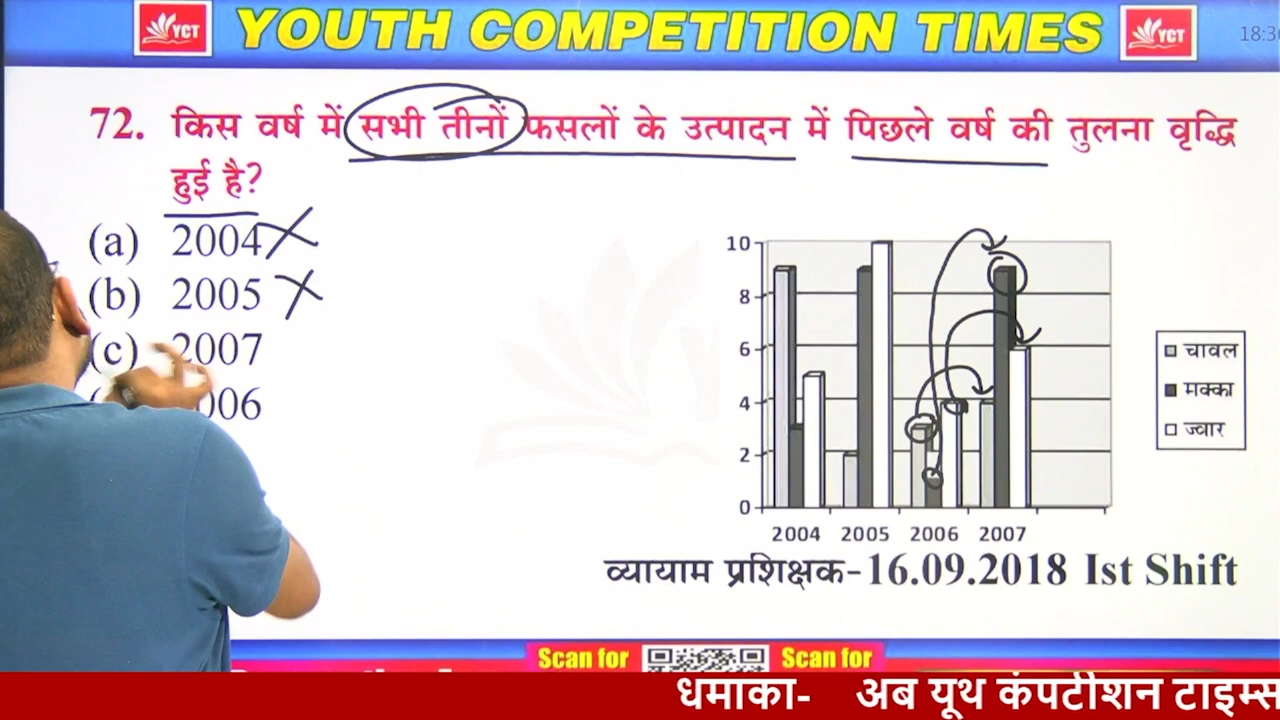 YCT
YOUTH COMPETITION TIMES
YCT
72. किस वर्ष में सभी तीनों फसलों के उत्पादन में पिछले वर्ष की तुलना वृद्धि
हुई है?
(a) 2004
(b) 2005
(c) 2007
006
10
8
6
4
2
0
2004 2005 2006 2007
चावल
मक्का
ज्वार
व्यायाम प्रशिक्षक-16.09.2018 Ist Shift
Scan for
Scan for
धमाका- अब यूथ कंपटीशन टाइम्स